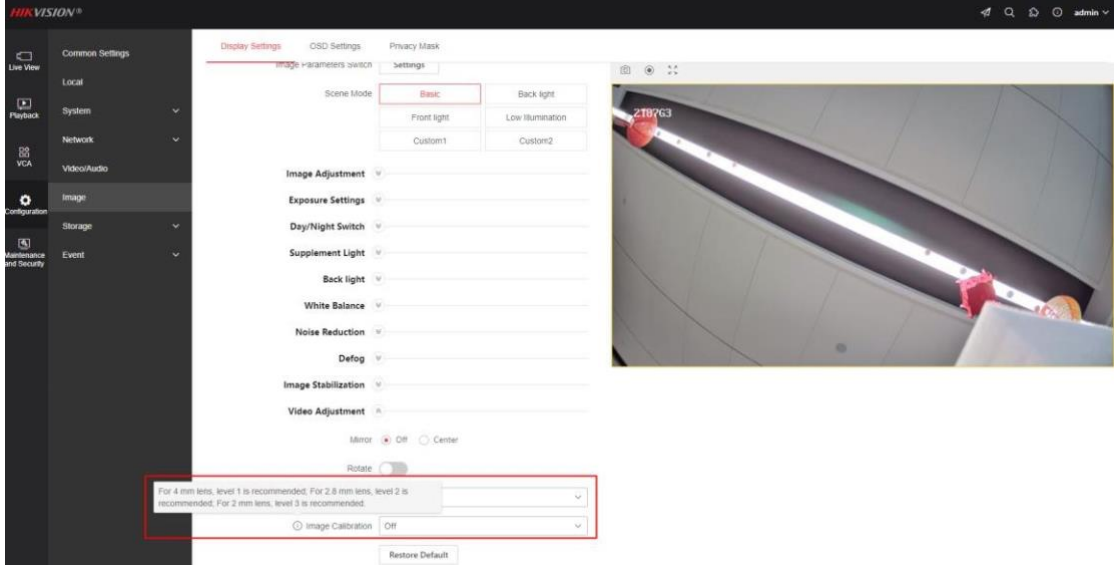 HIKVISION®
admin
Live View
Playback
VCA
Configuration
Maintenance
and Security
Common Settings
Local
System
Network
Video/Audio
Image
Storage
Event
Display Settings
OSD Settings
Privacy Mask
Image Parameters Switch
Settings
Scene Mode
Basic
Back light
Front light
Low Illumination
Custom1
Custom2
Image Adjustment
Exposure Settings
Day/Night Switch
Supplement Light
Back light
White Balance
Noise Reduction
Defog
Image Stabilization
Video Adjustment
Mirror
Off
Center
Rotate
For 4 mm lens, level 1 is recommended; For 2.8 mm lens, level 2 is
recommended; For 2 mm lens, level 3 is recommended.
Image Calibration
Off
Restore Default